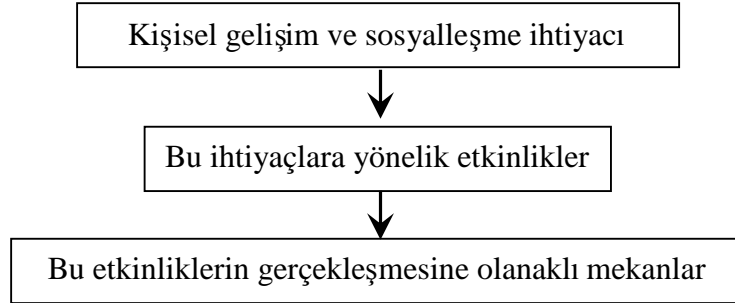 Kişisel gelişim ve sosyalleşme ihtiyacı
Bu ihtiyaçlara yönelik etkinlikler
Bu etkinliklerin gerçekleşmesine olanaklı mekanlar